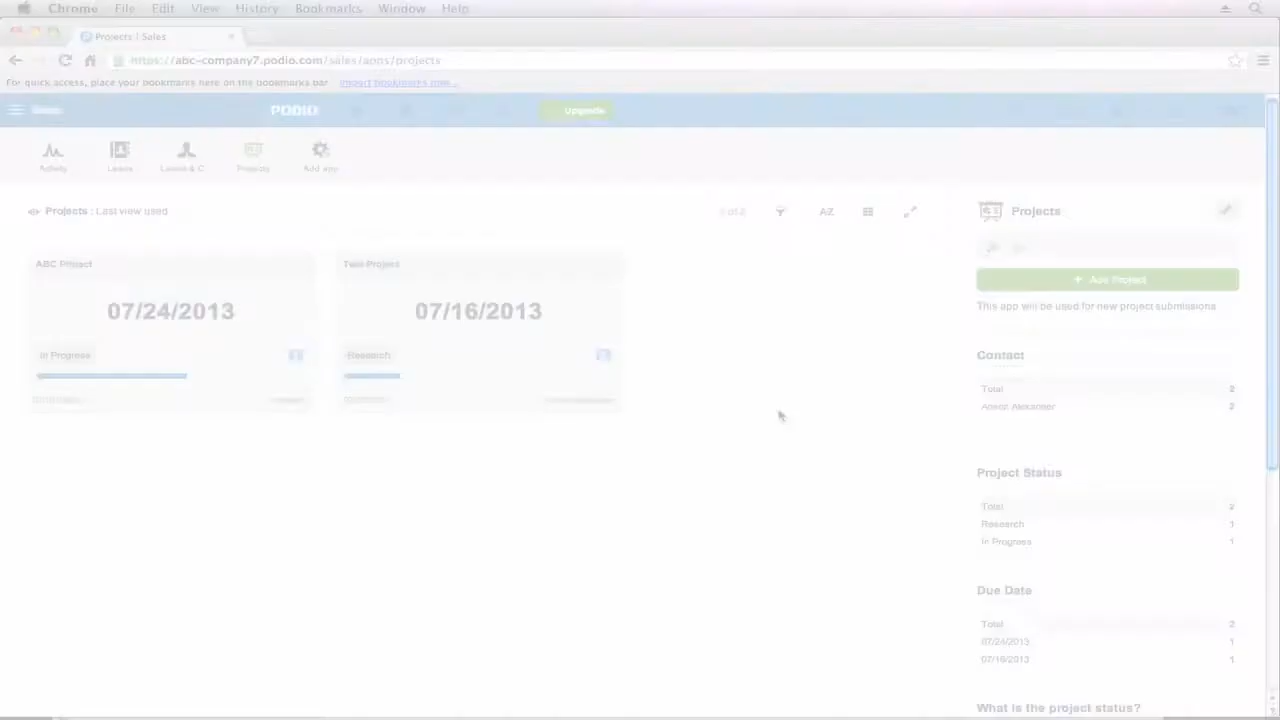 Chrome File Edit View History Bookmarks Window Help
Projects | Sales
https://abc-company7.podio.com/sales/apps/projects
For quick access, place your bookmarks here on the bookmarks bar. Import bookmarks now...
PODIO Upgrade
Activity Leads Projects Add app
Projects : Last view used
A-Z
Projects
ABC Project
07/24/2013
In Progress
07/16/2013
Research
+ Add Project
This app will be used for new project submissions
Contact
Total 2
Anson Alexander 2
Project Status
Total 2
Research 1
In Progress 1
Due Date
Total 2
07/24/2013 1
07/16/2013 1
What is the project status?